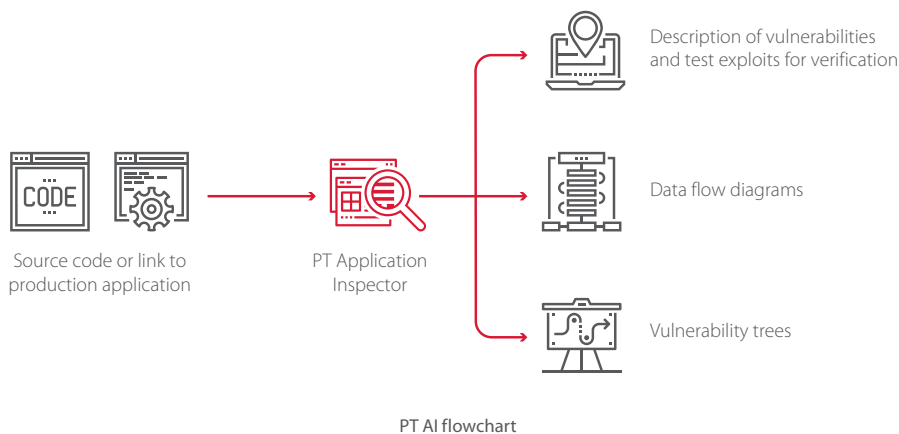 CODE
Source code or link to
production application
PT Application
Inspector
Description of vulnerabilities
and test exploits for verification
Data flow diagrams
Vulnerability trees
PT AI flowchart